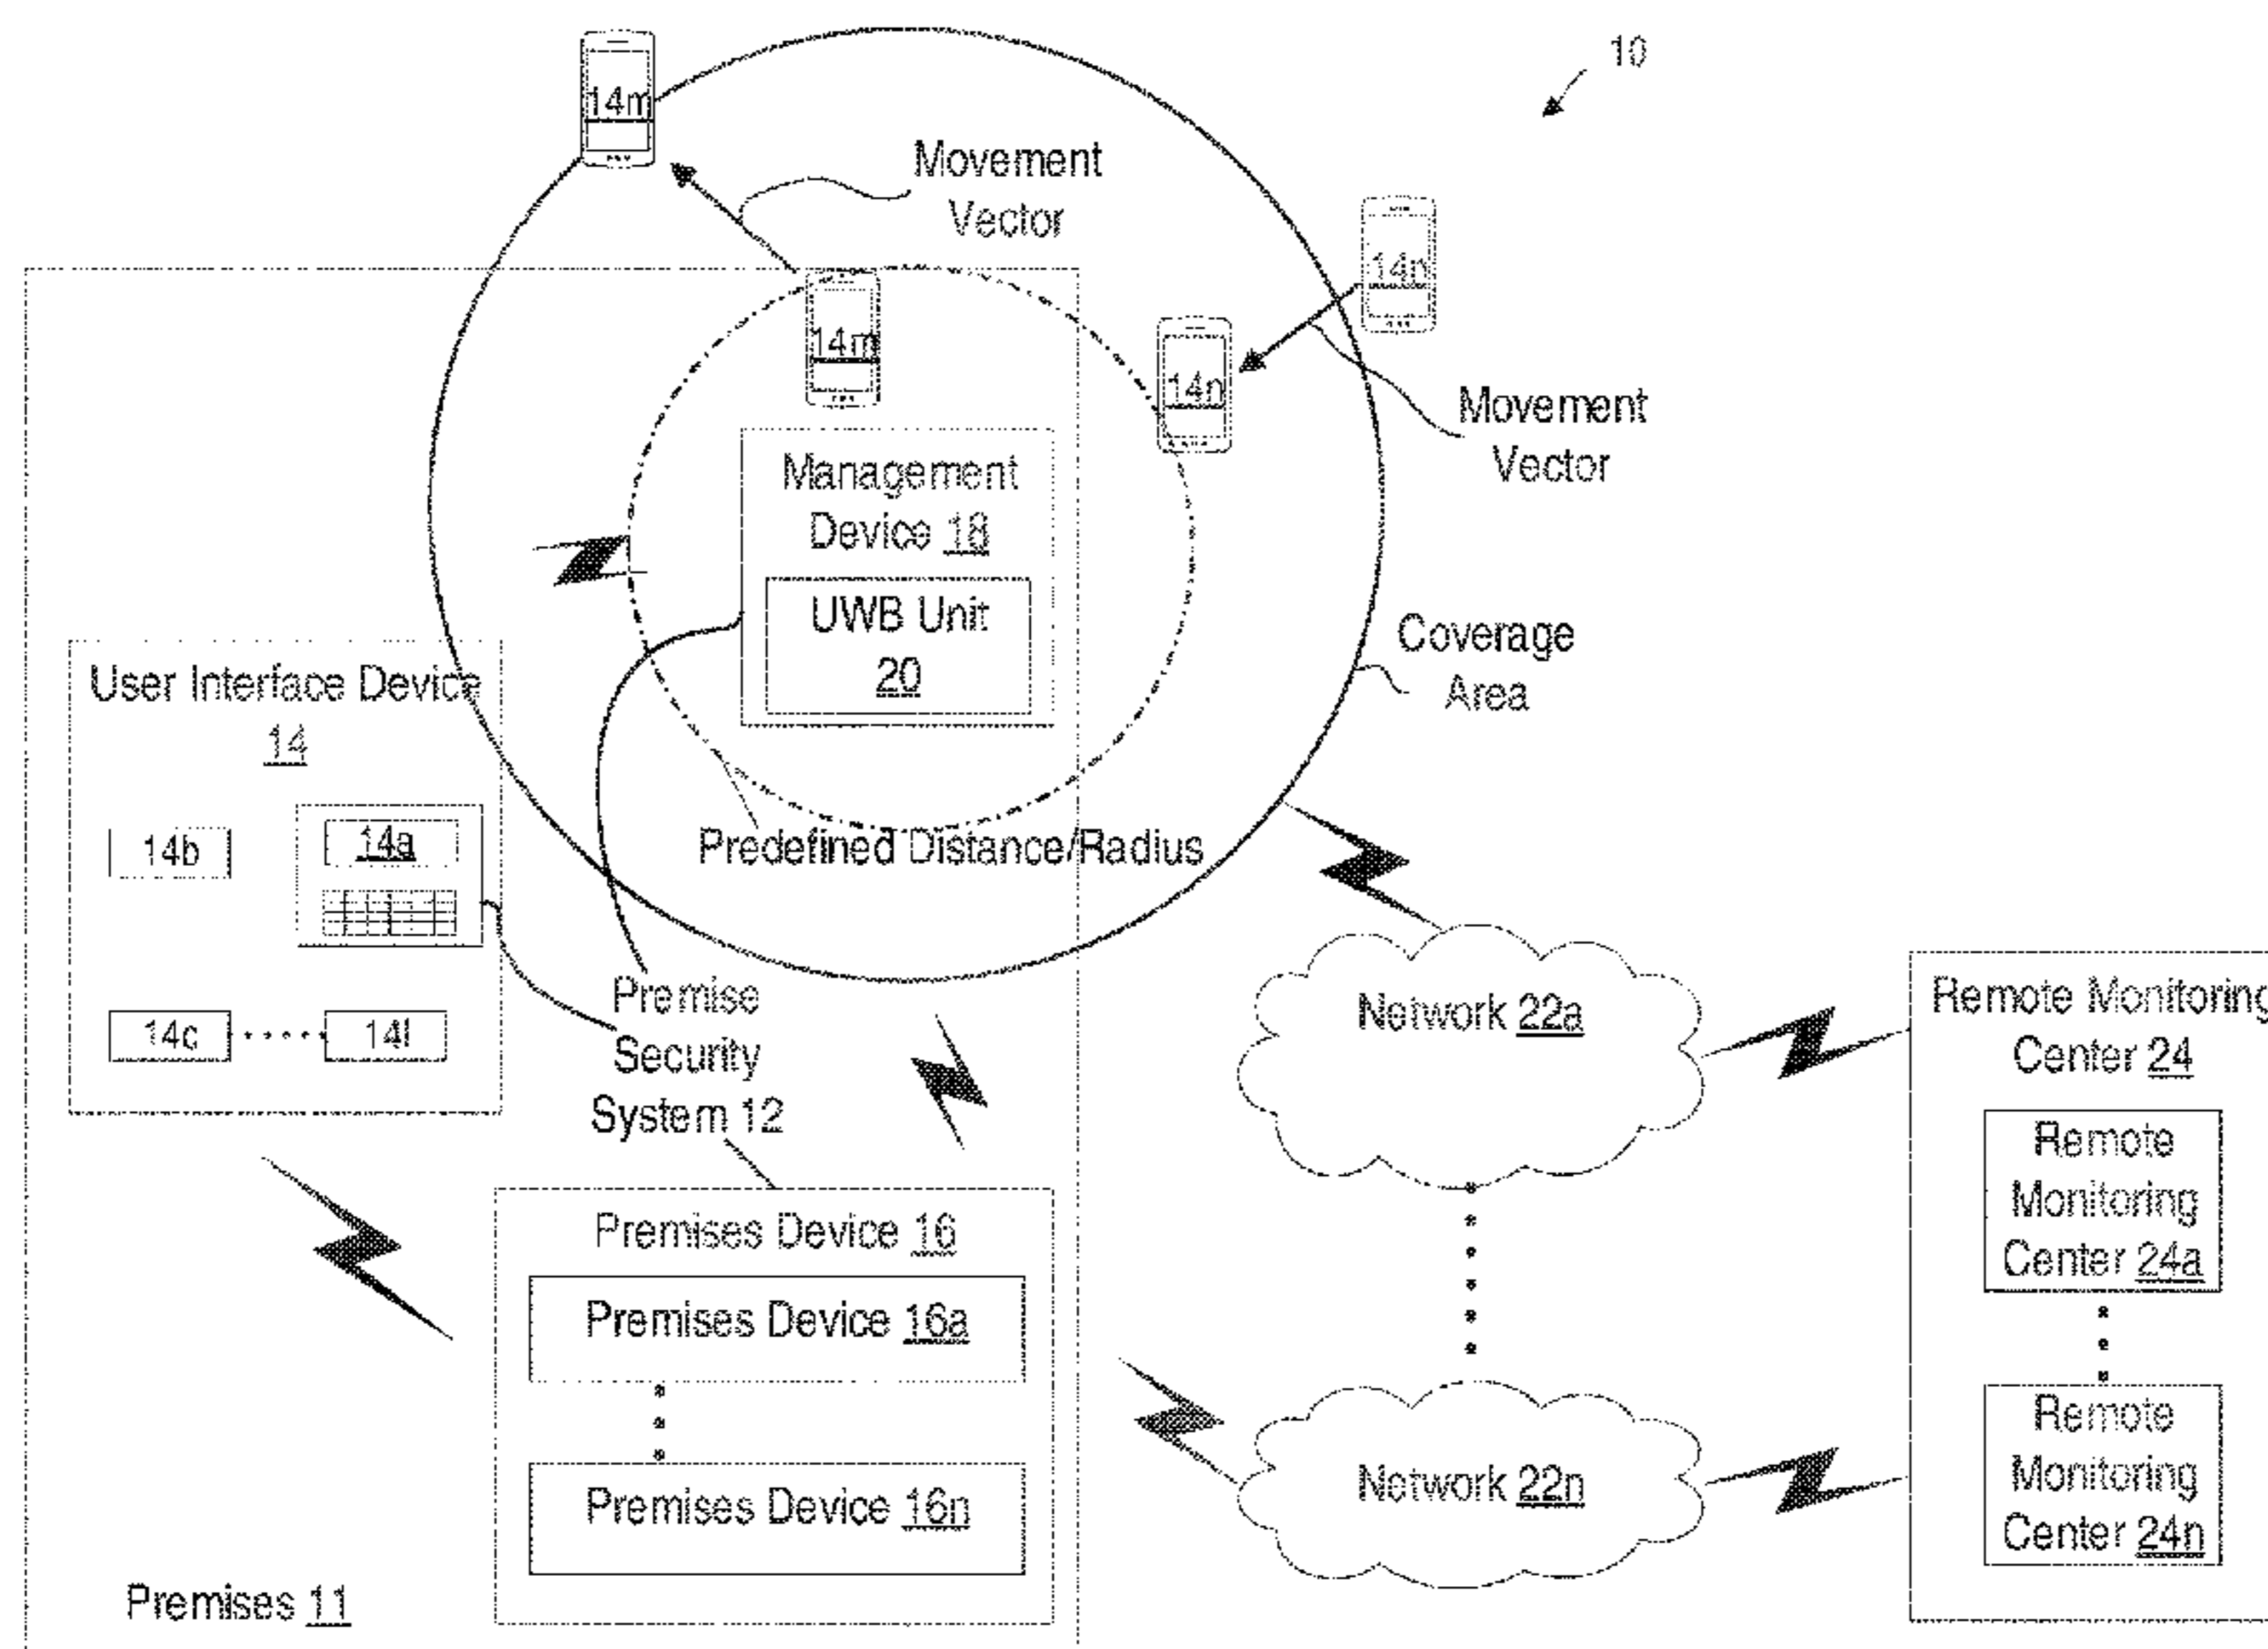 10
14m
Movement
Vector
14n
14m
14n
Movement
Vector
Management
Device 18
UWB Unit
20
Coverage
Area
User Interface Device
14
14b
14a
Predefined Distance/Radius
14c
14l
Premise
Security
System 12
Network 22a
Remote Monitoring
Center 24
Remote
Monitoring
Center 24a
Premises Device 16
Premises Device 16a
Premises Device 16n
Network 22n
Remote
Monitoring
Center 24n
Premises 11